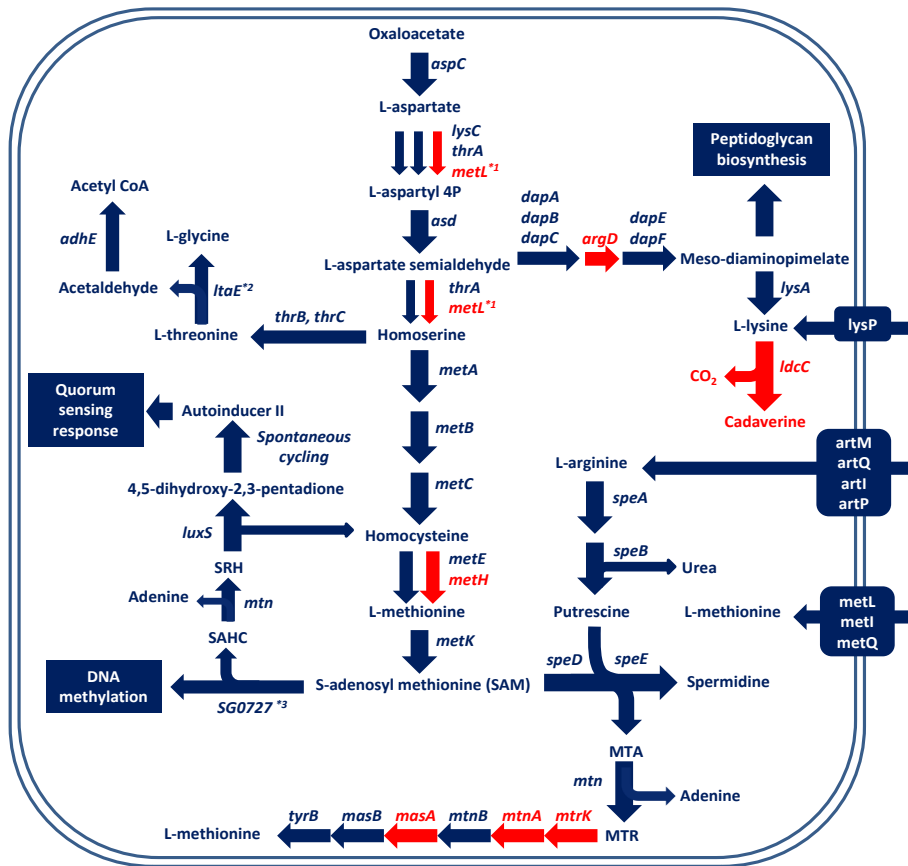 Oxaloacetate
aspC
L-aspartate
lysC
thrA
metL*1
L-aspartyl 4P
asd
L-aspartate semialdehyde
thrA
metL*1
Homoserine
dapA
dapB
dapC
argD
dapE
dapF
Meso-diaminopimelate
Peptidoglycan
biosynthesis
lysA
L-lysine
lysP
ldcC
CO2
Cadaverine
Acetyl CoA
adhE
L-glycine
Acetaldehyde
ltaE*2
thrB, thrC
L-threonine
metA
metB
metC
Homocysteine
metE
metH
L-methionine
metK
S-adenosyl methionine (SAM)
Quorum
sensing
response
Autoinducer II
Spontaneous
cycling
4,5-dihydroxy-2,3-pentadione
luxS
SRH
Adenine
mtn
SAHC
DNA
methylation
SG0727 *3
artM
artQ
artI
artP
L-arginine
speA
speB
Urea
Putrescine
L-methionine
metL
metI
metQ
speD
speE
Spermidine
MTA
mtn
Adenine
MTR
mtrK
mtnA
mtnB
masA
masB
tyrB
L-methionine